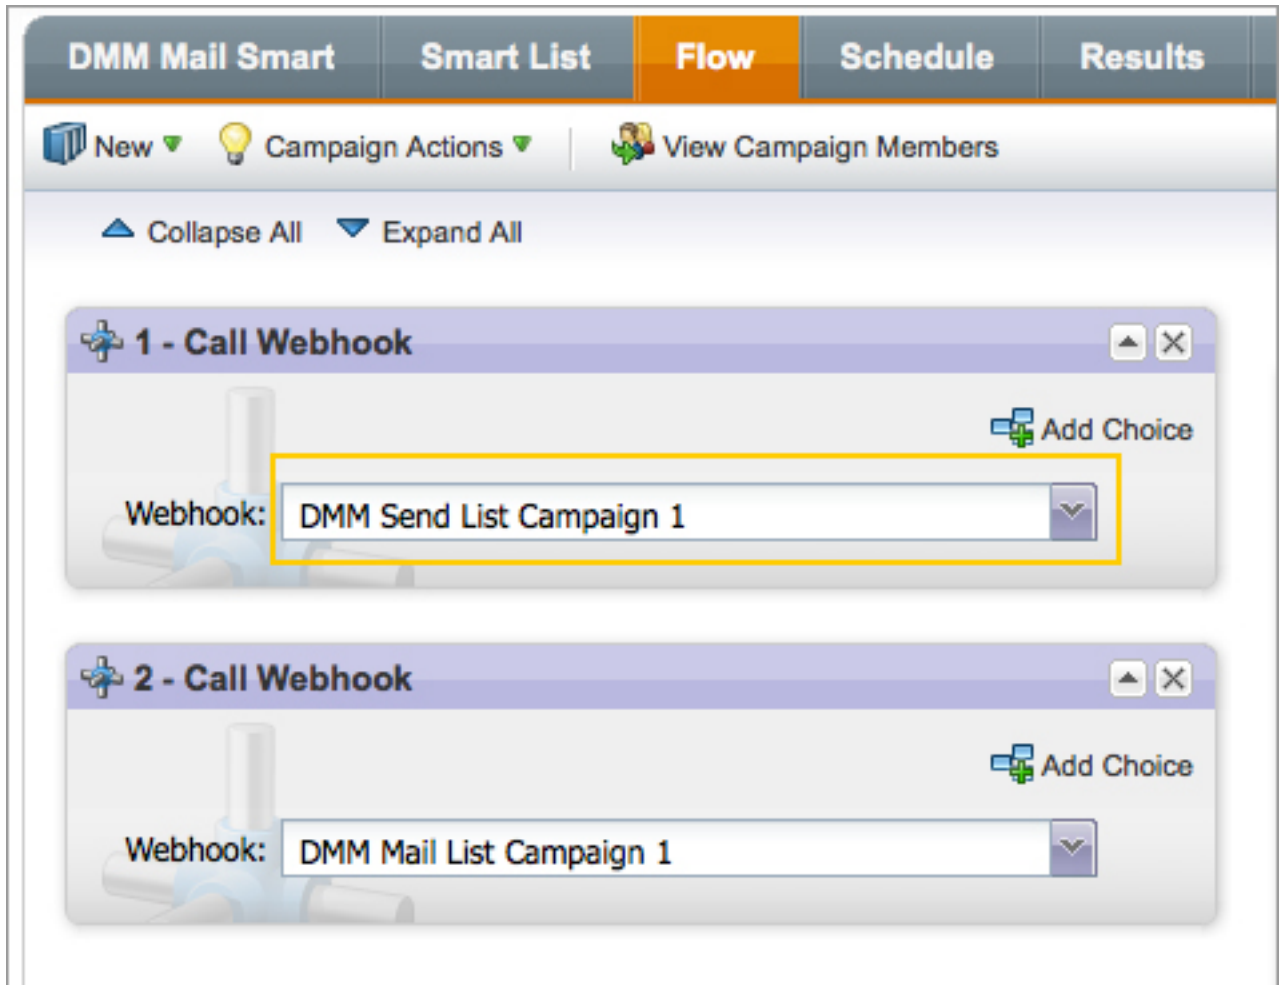 DMM Mail Smart Smart List Flow Schedule Results
New Campaign Actions View Campaign Members
Collapse All Expand All
1 - Call Webhook
Add Choice
Webhook: DMM Send List Campaign 1
2 - Call Webhook
Add Choice
Webhook: DMM Mail List Campaign 1